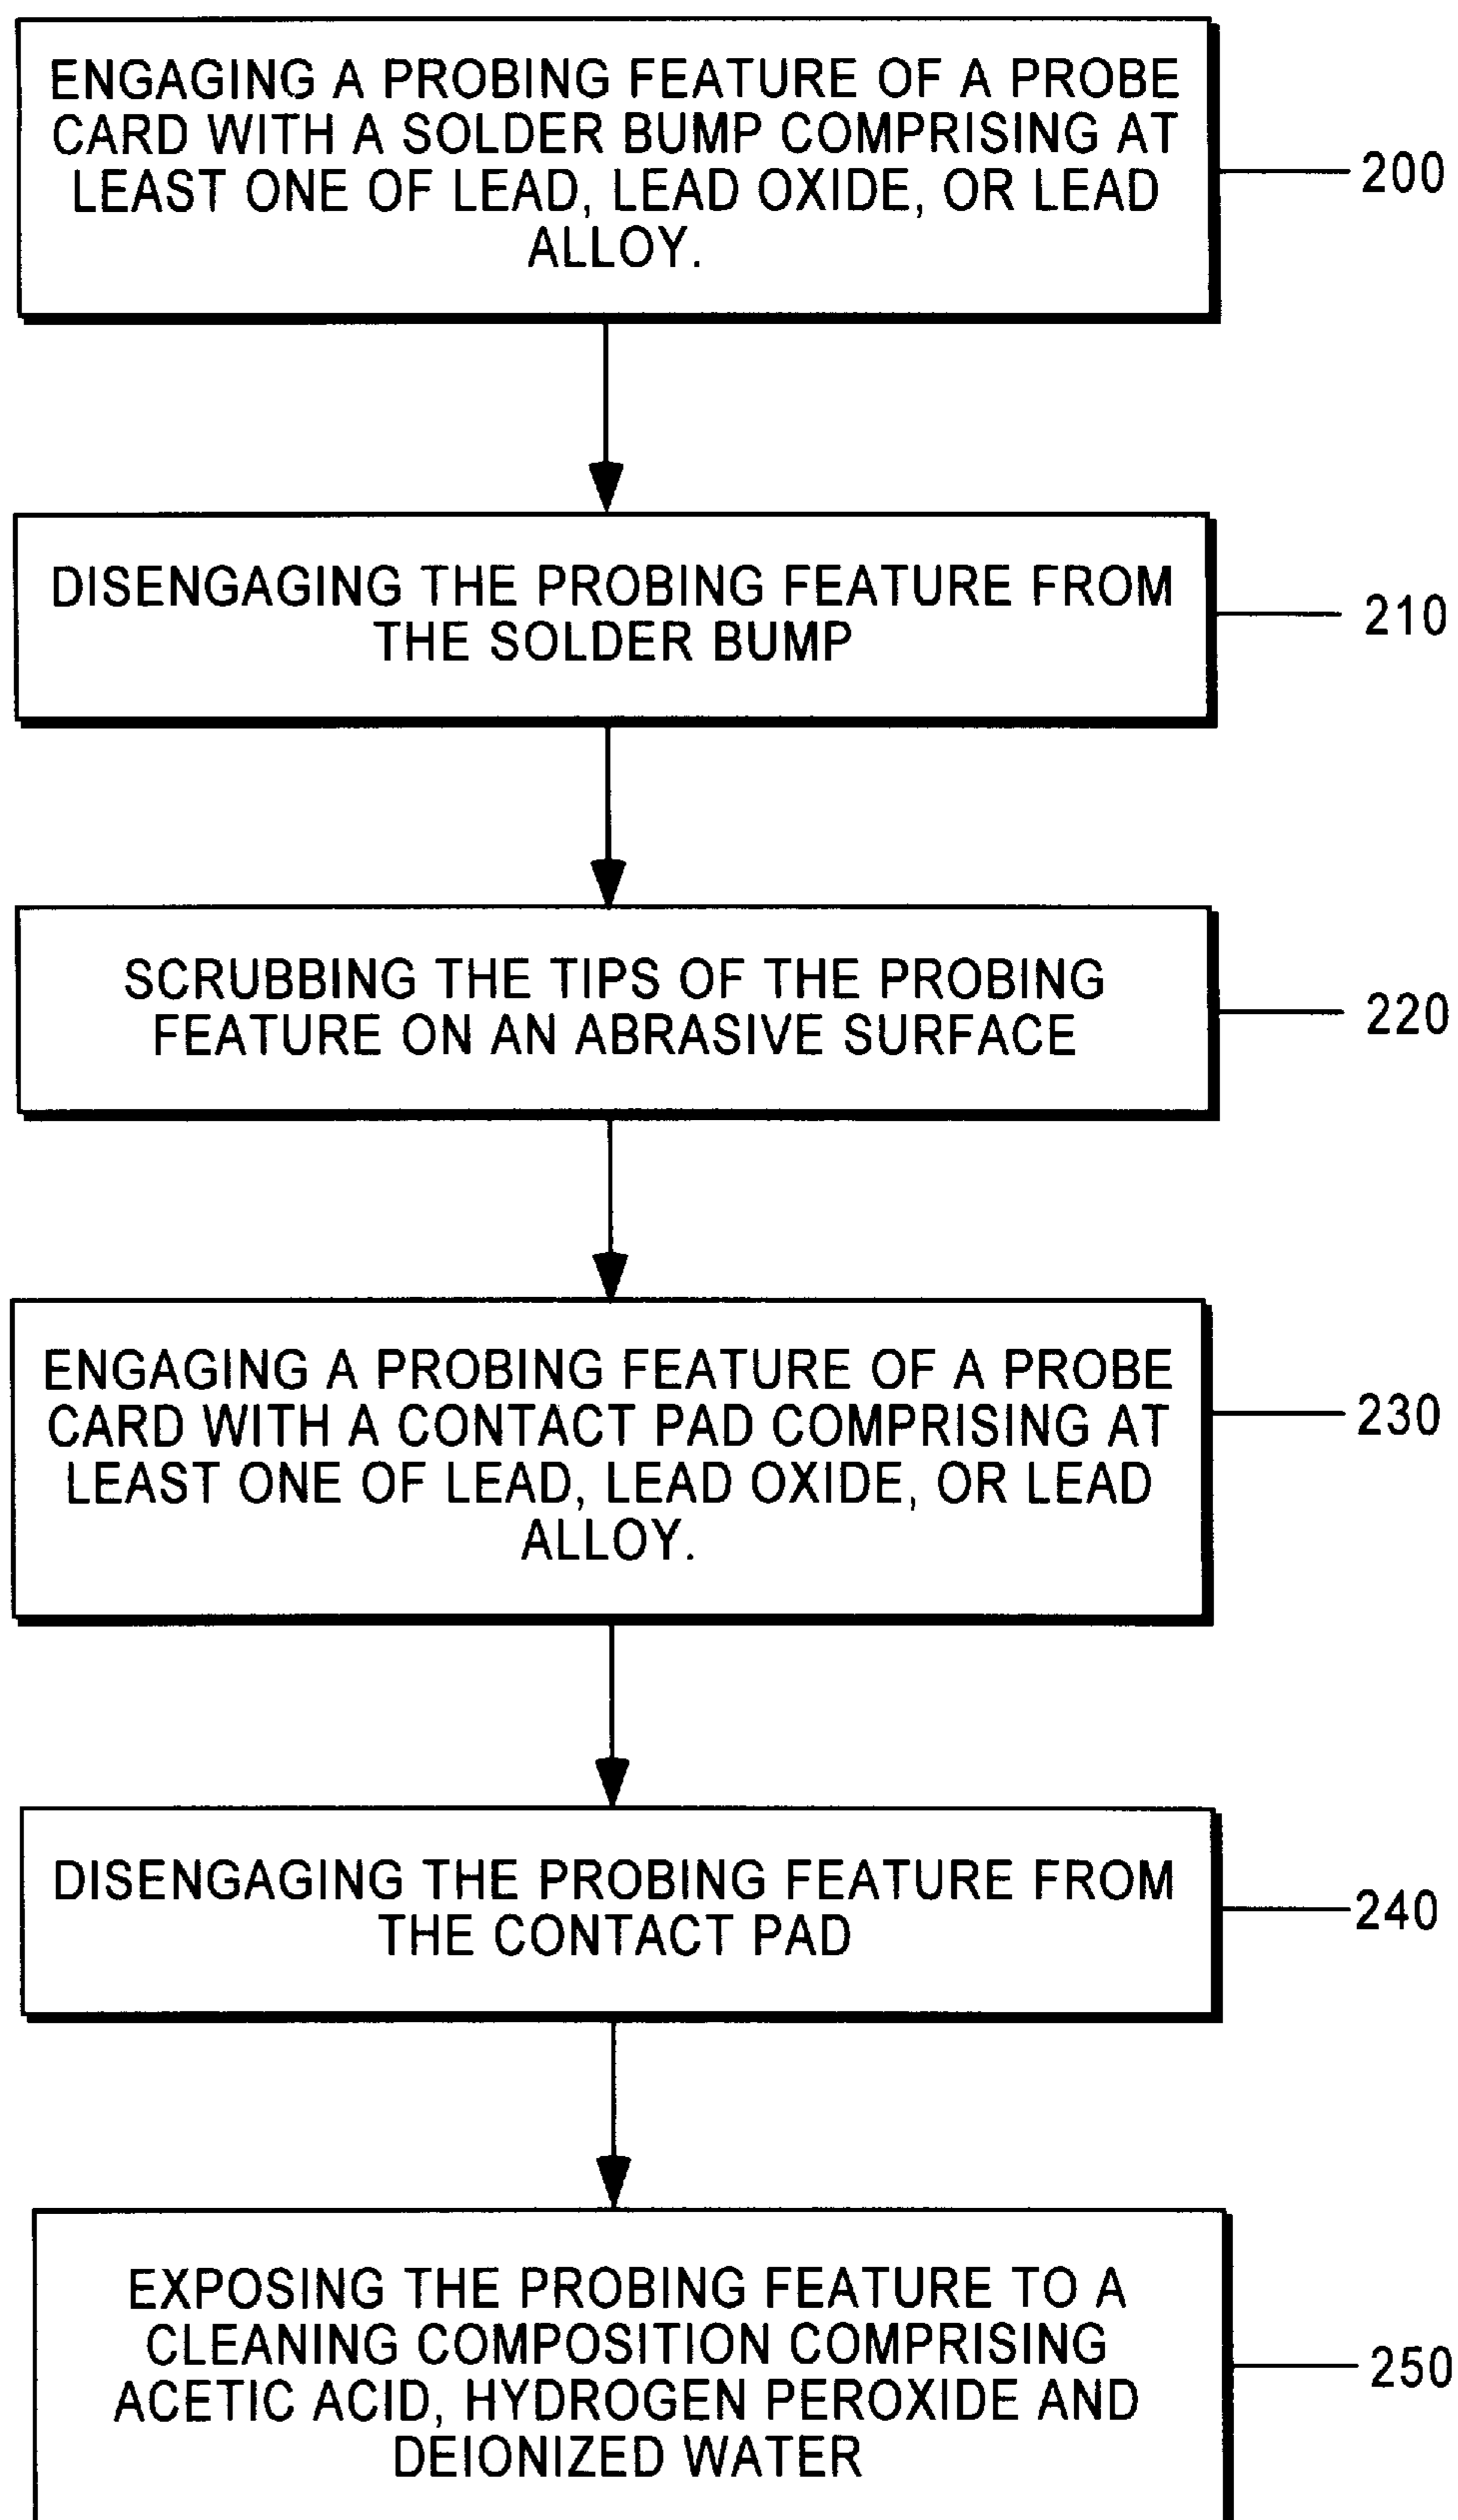 ENGAGING A PROBING FEATURE OF A PROBE
CARD WITH A SOLDER BUMP COMPRISING AT
LEAST ONE OF LEAD, LEAD OXIDE, OR LEAD
ALLOY.
200
DISENGAGING THE PROBING FEATURE FROM
THE SOLDER BUMP
210
SCRUBBING THE TIPS OF THE PROBING
FEATURE ON AN ABRASIVE SURFACE
220
ENGAGING A PROBING FEATURE OF A PROBE
CARD WITH A CONTACT PAD COMPRISING AT
LEAST ONE OF LEAD, LEAD OXIDE, OR LEAD
ALLOY.
230
DISENGAGING THE PROBING FEATURE FROM
THE CONTACT PAD
240
EXPOSING THE PROBING FEATURE TO A
CLEANING COMPOSITION COMPRISING
ACETIC ACID, HYDROGEN PEROXIDE AND
DEIONIZED WATER
250